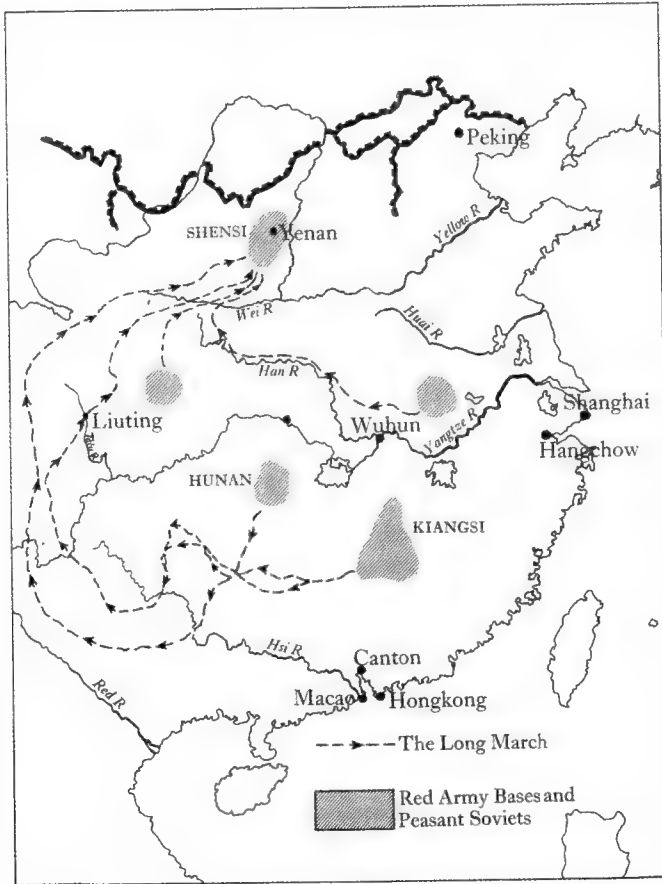 Peking
SHENSI
Yenan
Yellow R
Wei R
Huai R
Han R
Liuting
Tatu R
Wuhun
Yangtze R
Shanghai
Hangchow
HUNAN
KIANGSI
Hsi R
Canton
Red R
Macao
Hongkong
The Long March
Red Army Bases and
Peasant Soviets